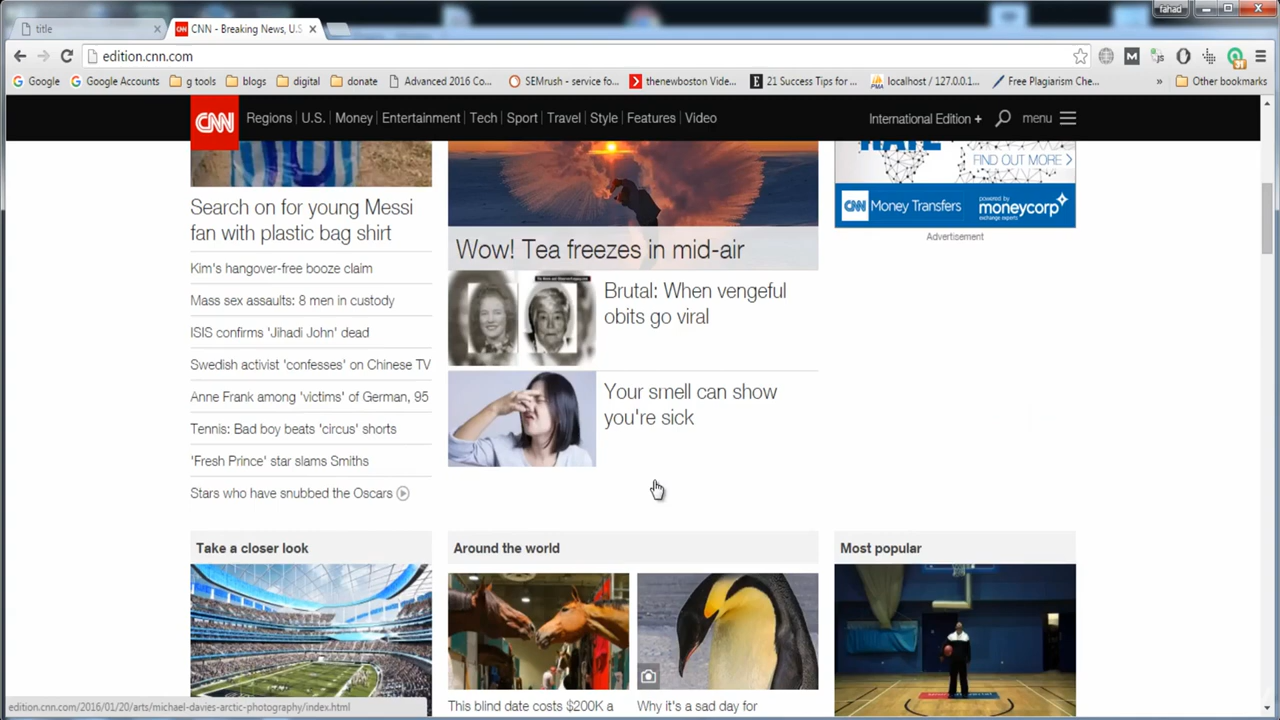 fahad
title
CNN - Breaking News, U.S
edition.cnn.com
Google
Google Accounts
g tools
blogs
digital
donate
Advanced 2016 Co...
SEMrush - service fo...
thenewboston Vide...
21 Success Tips for ...
localhost / 127.0.0.1...
Free Plagiarism Che...
»
Other bookmarks
CNN
Regions
U.S.
Money
Entertainment
Tech
Sport
Travel
Style
Features
Video
International Edition +
menu
FIND OUT MORE >
CNN Money Transfers
powered by
moneycorp
exchange experts
Advertisement
Search on for young Messi
fan with plastic bag shirt
Kim's hangover-free booze claim
Mass sex assaults: 8 men in custody
ISIS confirms 'Jihadi John' dead
Swedish activist 'confesses' on Chinese TV
Anne Frank among 'victims' of German, 95
Tennis: Bad boy beats 'circus' shorts
'Fresh Prince' star slams Smiths
Stars who have snubbed the Oscars
Wow! Tea freezes in mid-air
Brutal: When vengeful
obits go viral
Your smell can show
you're sick
Take a closer look
Around the world
This blind date costs $200K a
Why it's a sad day for
Most popular
edition.cnn.com/2016/01/20/arts/michael-davies-arctic-photography/index.html